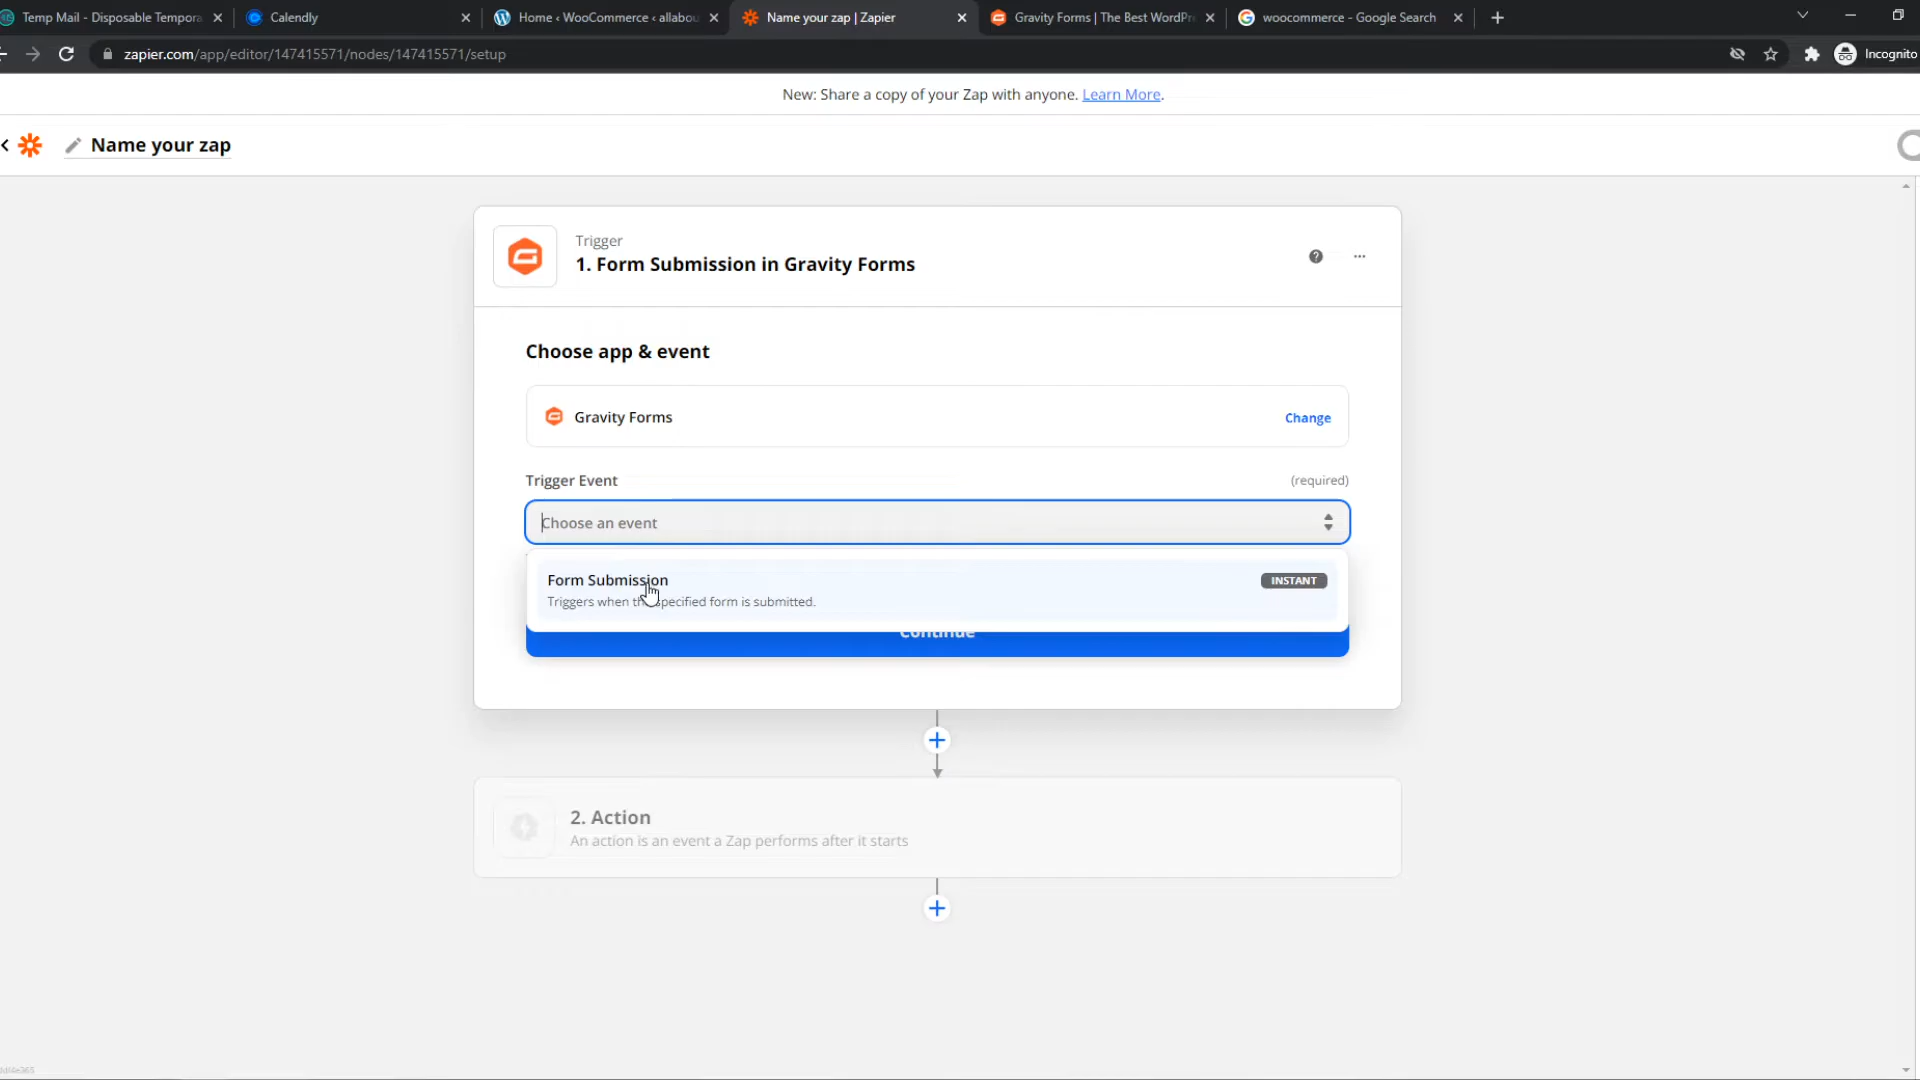 Temp Mail - Disposable Tempora
Calendly
Home ‹ WooCommerce ‹ allabou
Name your zap | Zapier
Gravity Forms | The Best WordPre
woocommerce - Google Search
zapier.com/app/editor/147415571/nodes/147415571/setup
Incognito
New: Share a copy of your Zap with anyone. Learn More.
Name your zap
Trigger
1. Form Submission in Gravity Forms
Choose app & event
Gravity Forms
Change
Trigger Event
(required)
Choose an event
Form Submission
INSTANT
Triggers when the specified form is submitted.
Continue
2. Action
An action is an event a Zap performs after it starts